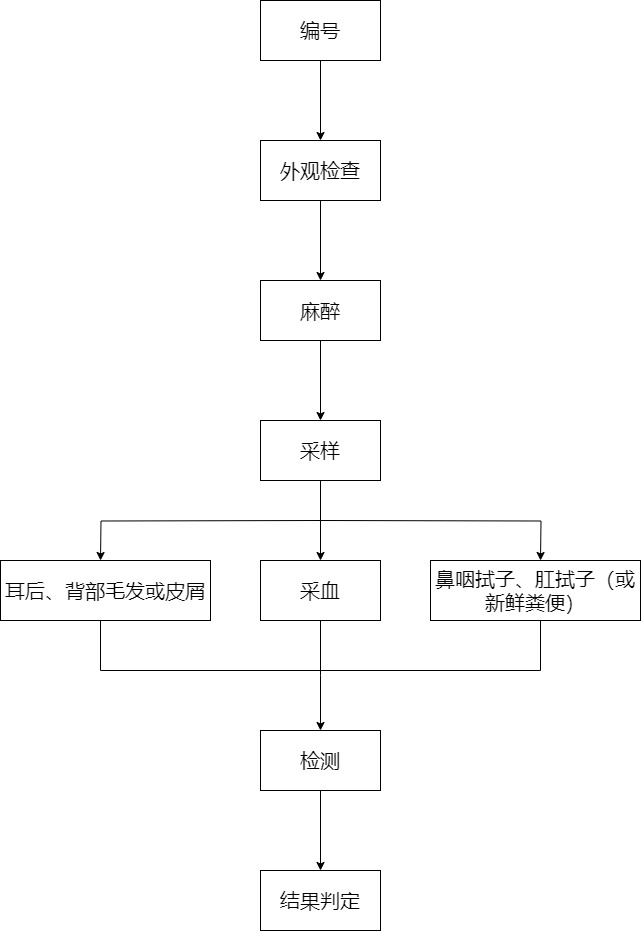 编号
外观检查
麻醉
采样
耳后、背部毛发或皮屑
采血
鼻咽拭子、肛拭子（或
新鲜粪便）
检测
结果判定